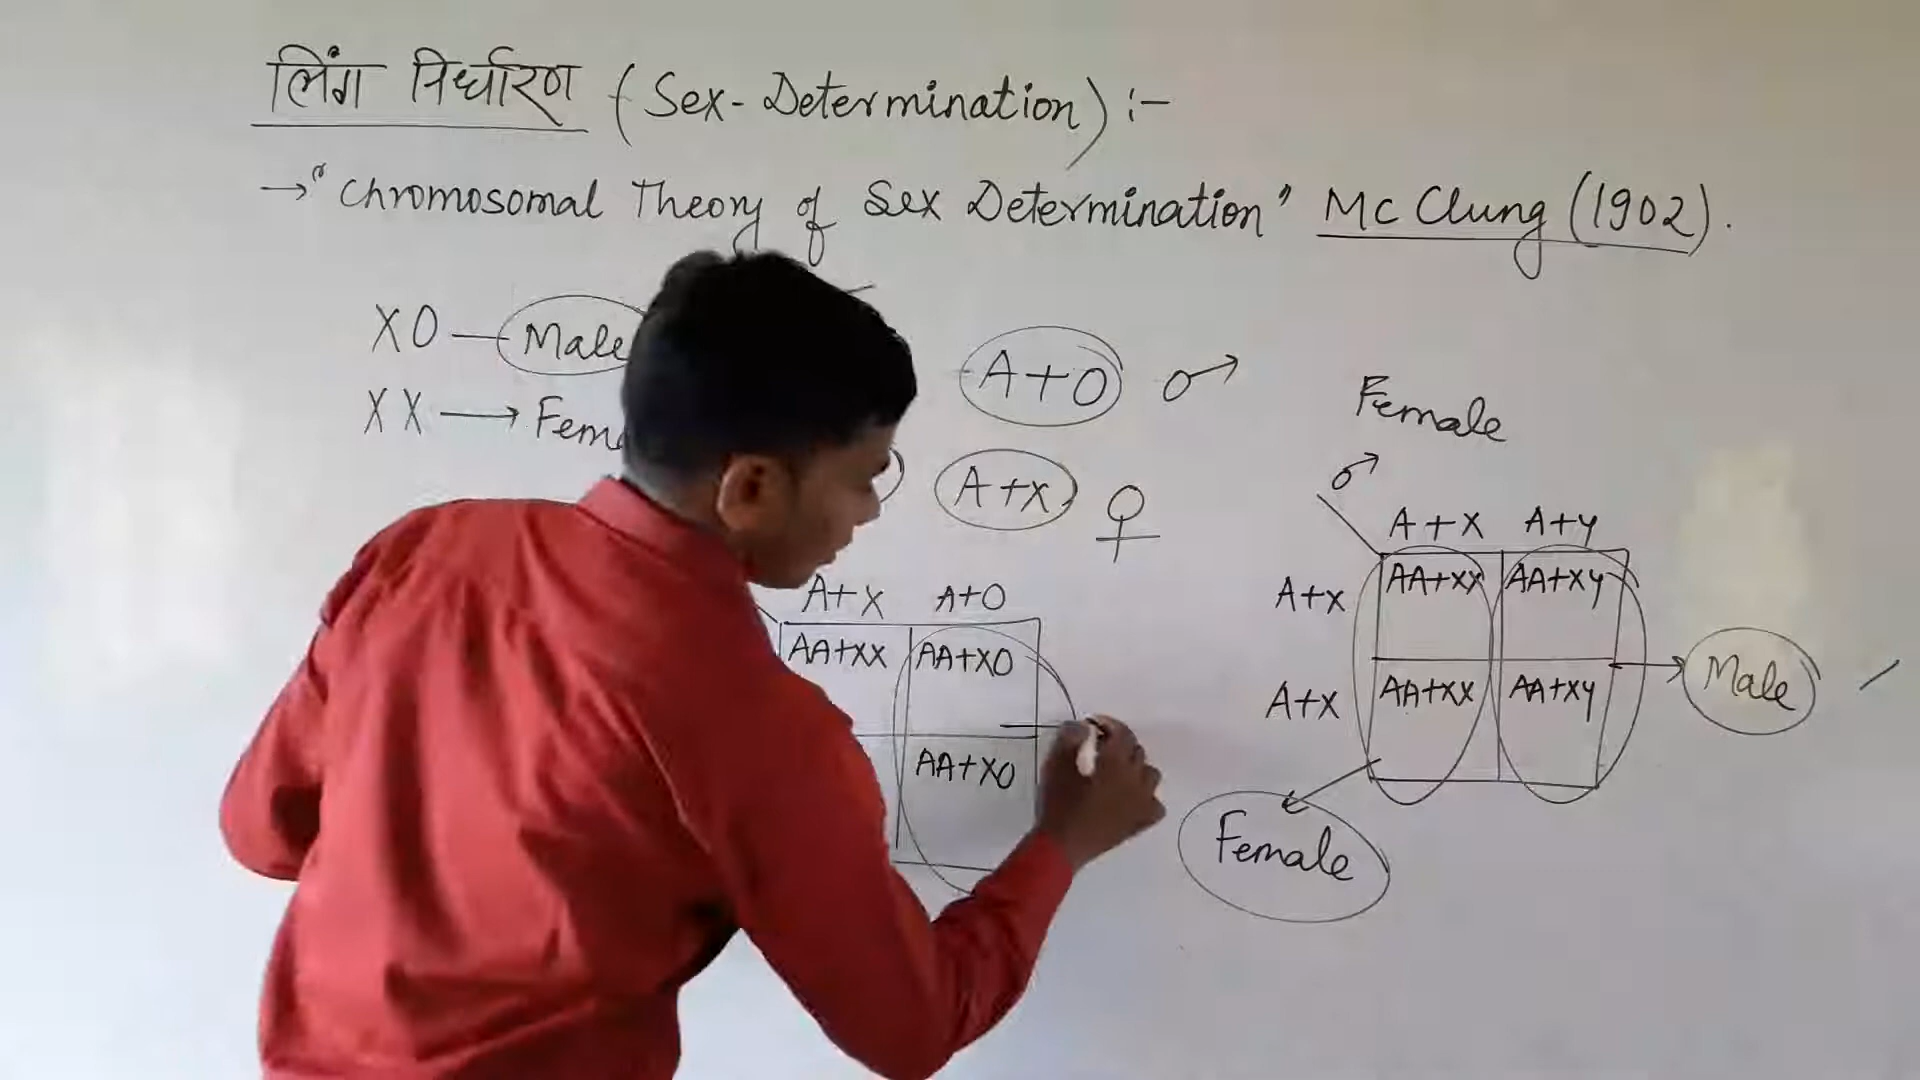 लिंग निर्धारण (Sex-Determination) :-
→ "Chromosomal Theory of Sex Determination" Mc Clung (1902).
XO — Male
XX → Fem
A+O ♂
A+X ♀
A+X A+O
AA+XX AA+XO
AA+XO
Female
♂
A+X A+y
A+X AA+XX AA+Xy
A+X AA+XX AA+Xy → Male
Female